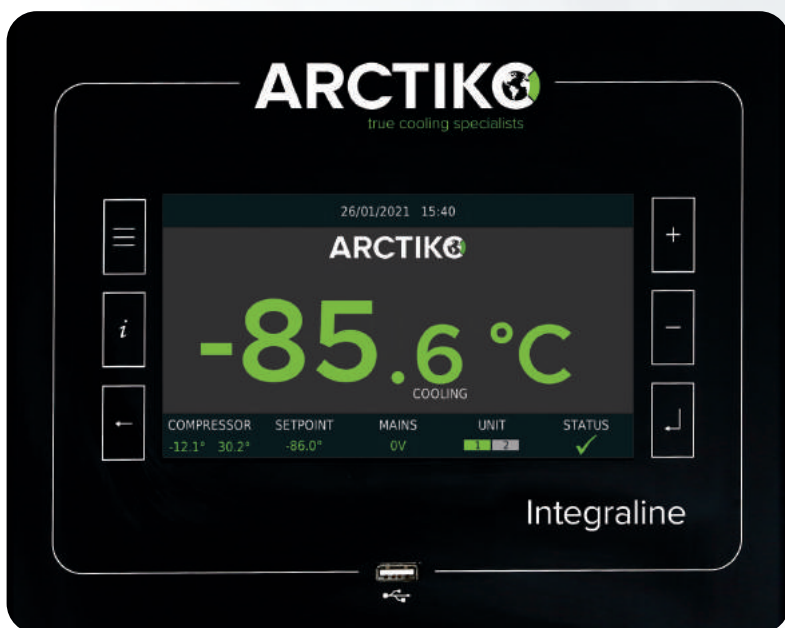 ARCTIKO
true cooling specialists
26/01/2021 15:40
ARCTIKO
-85.6 °C
COOLING
COMPRESSOR SETPOINT MAINS UNIT STATUS
-12.1° 30.2° -86.0° 0V 1 2
i
+
-
Integraline